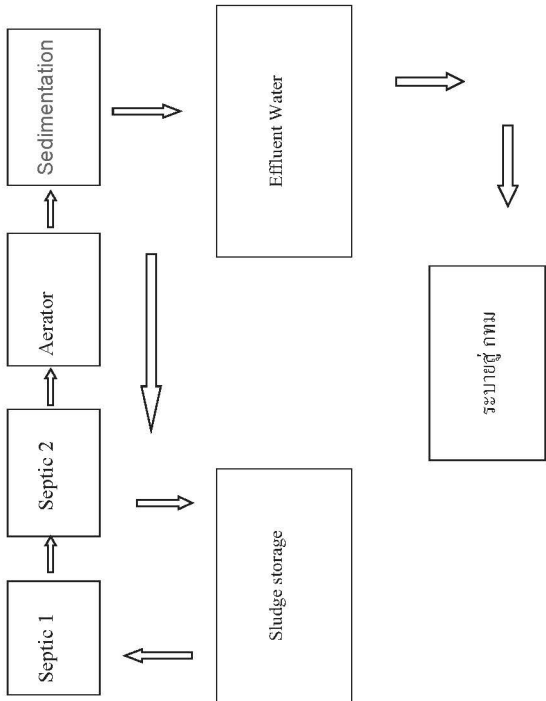 Septic 1
Septic 2
Aerator
Sedimentation
Sludge storage
Effluent Water
ระบายสู่ กทม